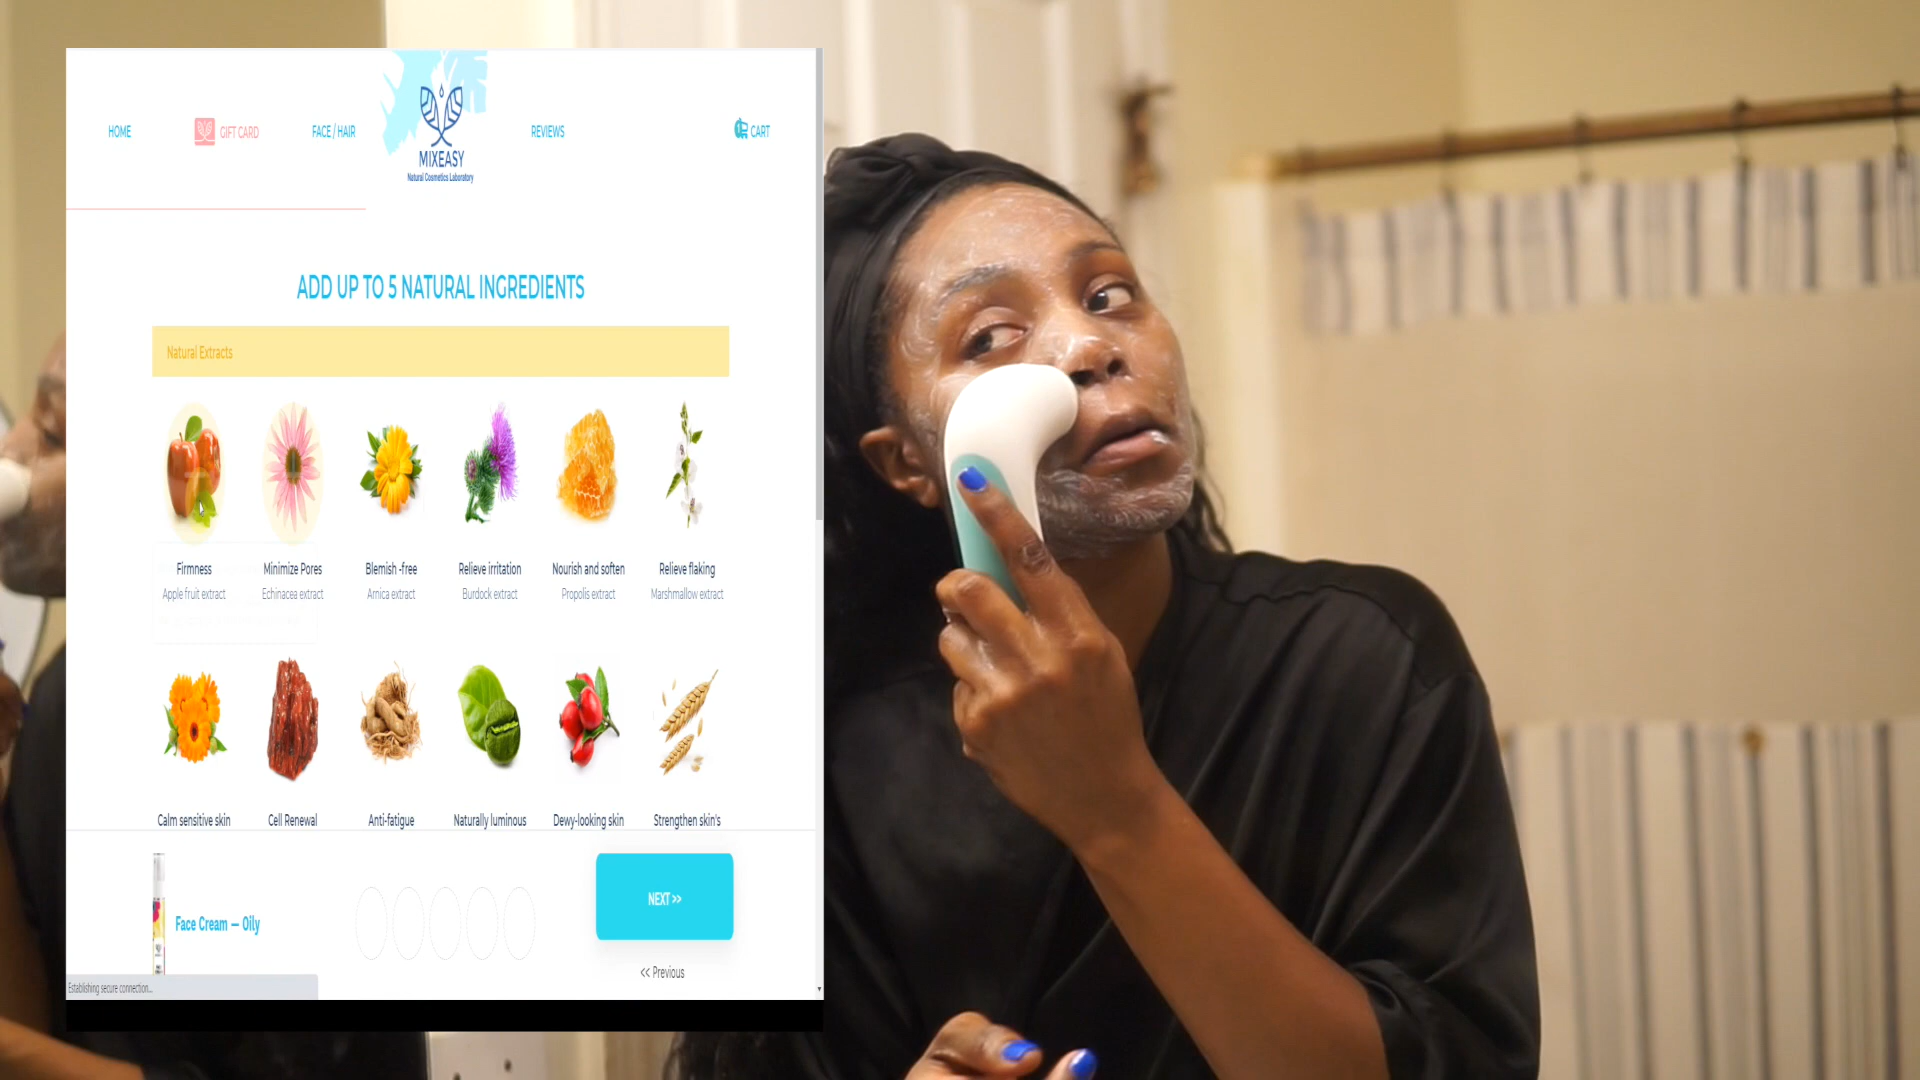 HOME
GIFT CARD
FACE / HAIR
MIXEASY
Natural Cosmetics Laboratory
REVIEWS
CART
ADD UP TO 5 NATURAL INGREDIENTS
Natural Extracts
Firmness
Apple fruit extract
Minimize Pores
Echinacea extract
Blemish -free
Arnica extract
Relieve irritation
Burdock extract
Nourish and soften
Propolis extract
Relieve flaking
Marshmallow extract
Calm sensitive skin
Cell Renewal
Anti-fatigue
Naturally luminous
Dewy-looking skin
Strengthen skin's
Face Cream — Oily
NEXT >>
<< Previous
Establishing secure connection...